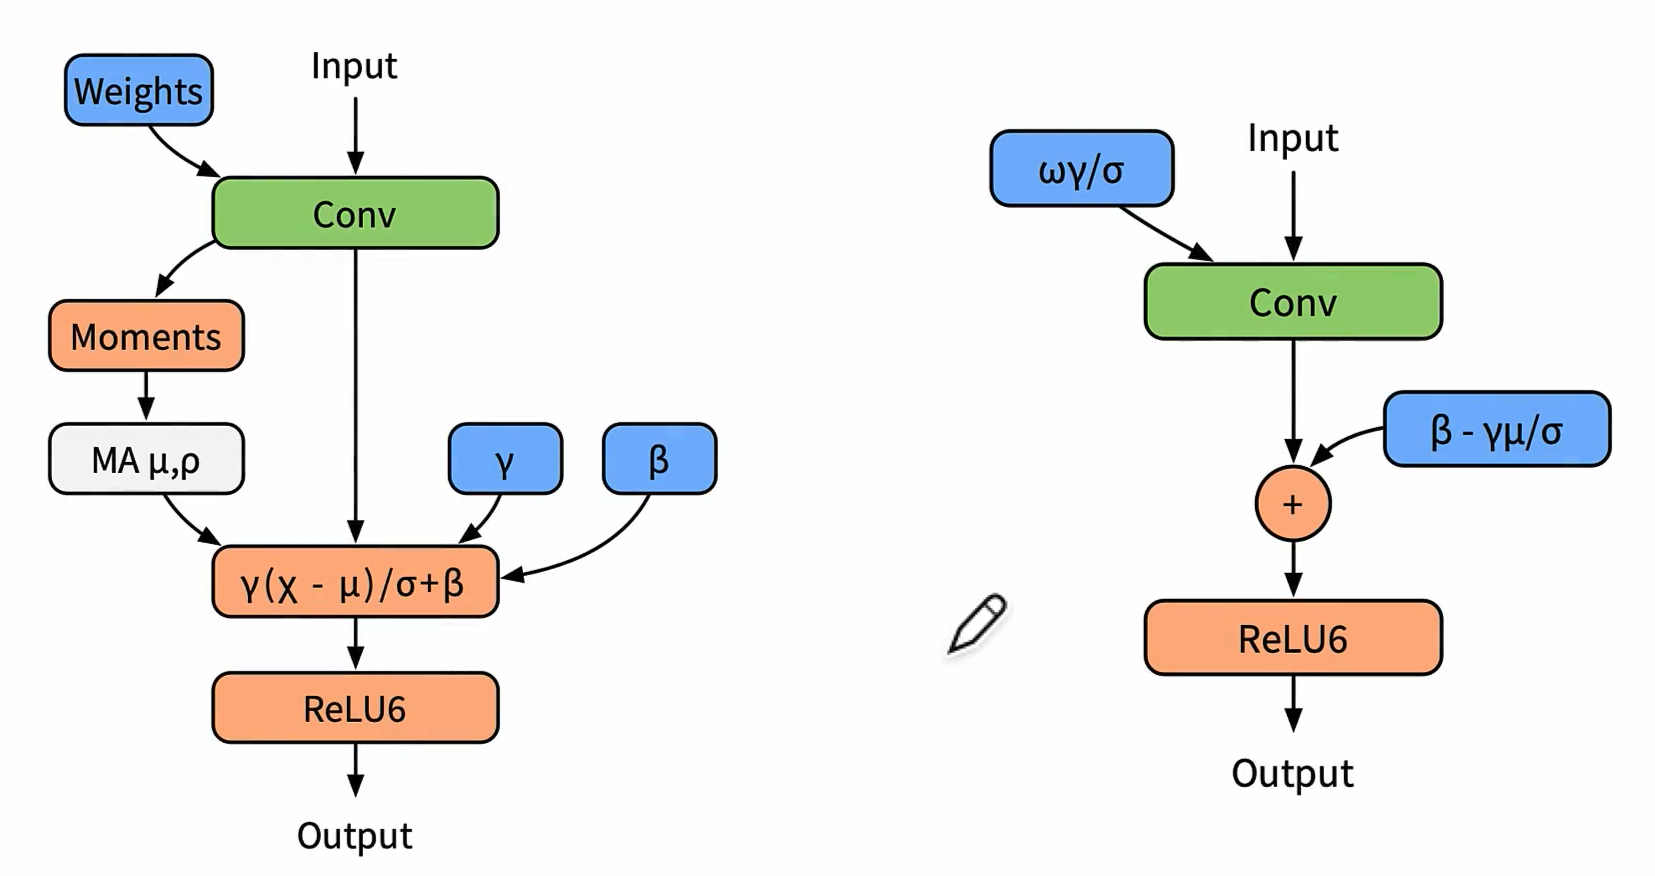 Weights
Input
Conv
Moments
MA μ,ρ
γ
β
γ(χ - μ)/σ+β
ReLU6
Output
ωγ/σ
Input
Conv
β - γμ/σ
+
ReLU6
Output